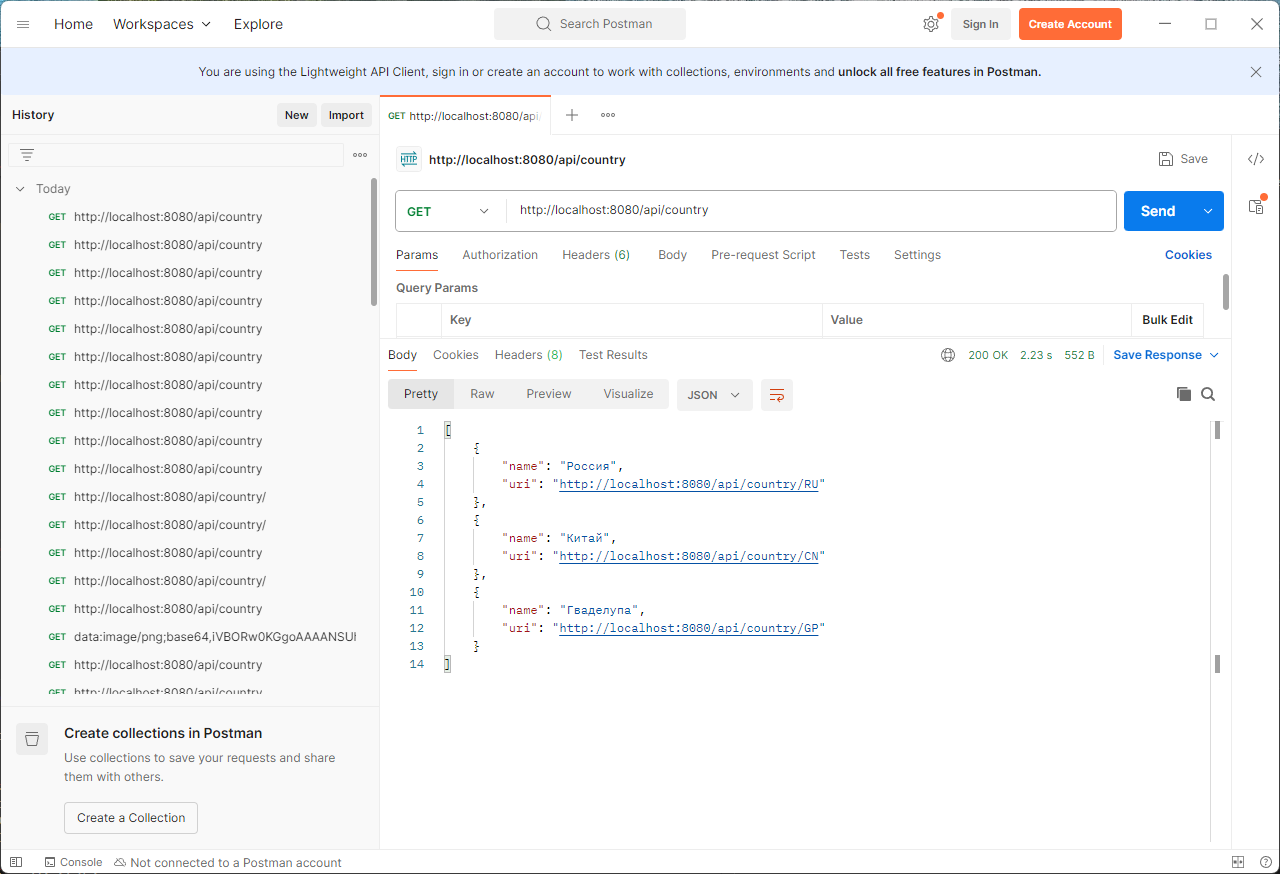 Home Workspaces Explore Search Postman Sign In Create Account
You are using the Lightweight API Client, sign in or create an account to work with collections, environments and unlock all free features in Postman.
History New Import
Today
GET http://localhost:8080/api/country
GET http://localhost:8080/api/country
GET http://localhost:8080/api/country
GET http://localhost:8080/api/country
GET http://localhost:8080/api/country
GET http://localhost:8080/api/country
GET http://localhost:8080/api/country
GET http://localhost:8080/api/country
GET http://localhost:8080/api/country
GET http://localhost:8080/api/country
GET http://localhost:8080/api/country/
GET http://localhost:8080/api/country/
GET http://localhost:8080/api/country
GET http://localhost:8080/api/country/
GET http://localhost:8080/api/country
GET data:image/png;base64,iVBORw0KGgoAAAANSUI
GET http://localhost:8080/api/country
GET http://localhost:8080/api/country
Create collections in Postman
Use collections to save your requests and share
them with others.
Create a Collection
GET http://localhost:8080/api/
HTTP http://localhost:8080/api/country Save </>
GET http://localhost:8080/api/country Send
Params Authorization Headers (6) Body Pre-request Script Tests Settings Cookies
Query Params
Key Value Bulk Edit
Body Cookies Headers (8) Test Results 200 OK 2.23 s 552 B Save Response
Pretty Raw Preview Visualize JSON
1 [
2 {
3 "name": "Россия",
4 "uri": "http://localhost:8080/api/country/RU"
5 },
6 {
7 "name": "Китай",
8 "uri": "http://localhost:8080/api/country/CN"
9 },
10 {
11 "name": "Гваделупа",
12 "uri": "http://localhost:8080/api/country/GP"
13 }
14 ]
Console Not connected to a Postman account